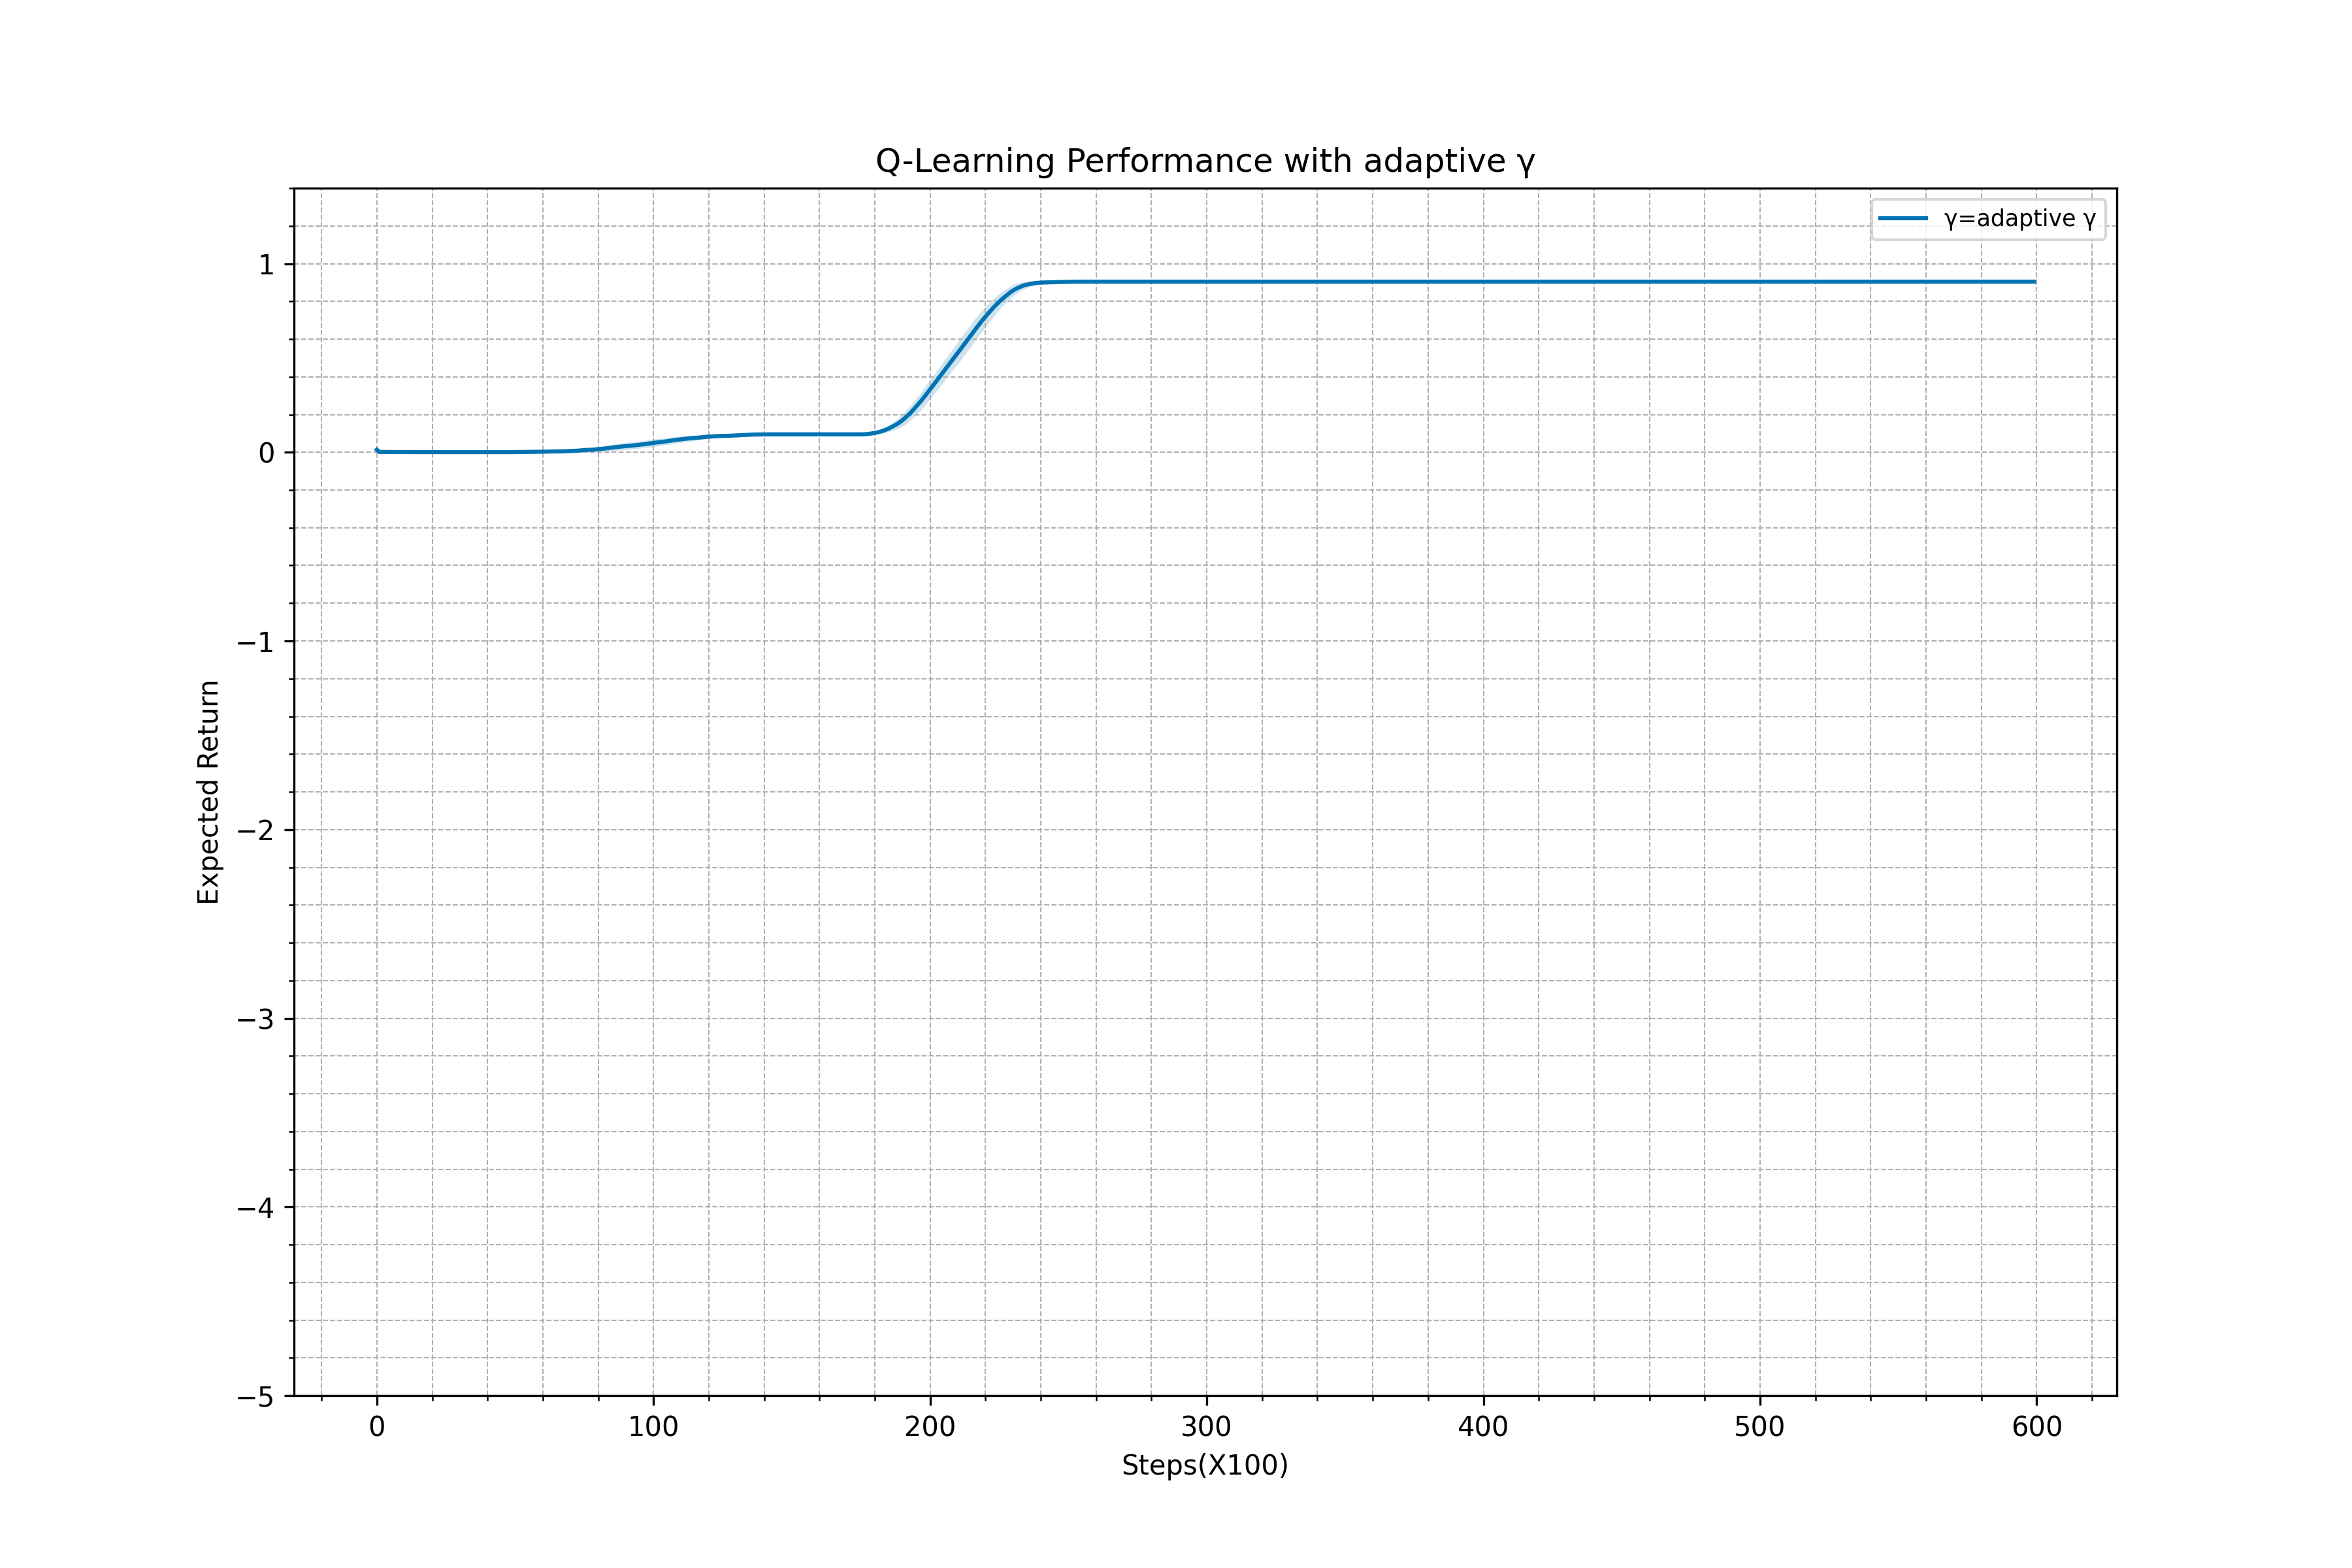 Q-Learning Performance with adaptive γ
γ=adaptive γ
1
0
−1
−2
−3
−4
−5
Expected Return
0 100 200 300 400 500 600
Steps(X100)